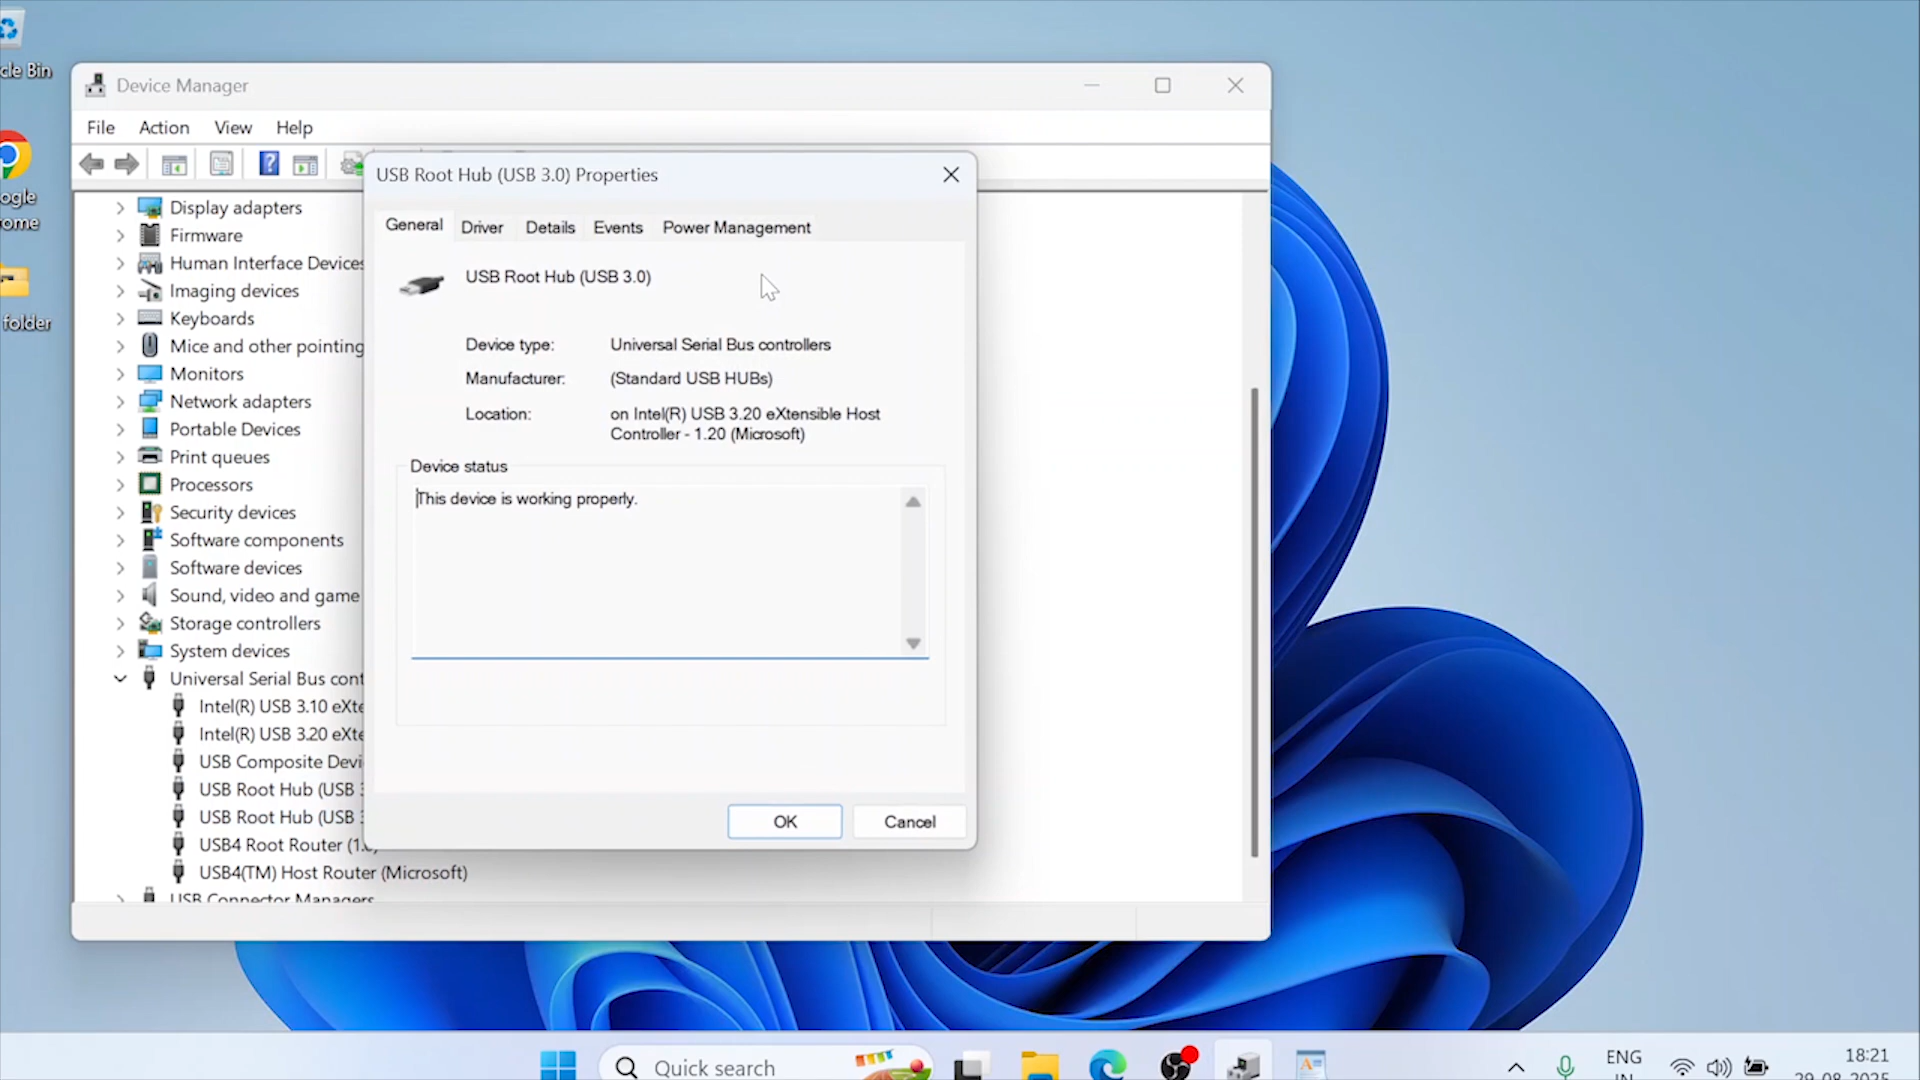 cle Bin
ogle
ome
folder
Device Manager
File Action View Help
USB Root Hub (USB 3.0) Properties
General Driver Details Events Power Management
USB Root Hub (USB 3.0)
Device type: Universal Serial Bus controllers
Manufacturer: (Standard USB HUBs)
Location: on Intel(R) USB 3.20 eXtensible Host
Controller - 1.20 (Microsoft)
Device status
This device is working properly.
OK Cancel
Display adapters
Firmware
Human Interface Devices
Imaging devices
Keyboards
Mice and other pointing
Monitors
Network adapters
Portable Devices
Print queues
Processors
Security devices
Software components
Software devices
Sound, video and game
Storage controllers
System devices
Universal Serial Bus cont
Intel(R) USB 3.10 eXte
Intel(R) USB 3.20 eXte
USB Composite Devi
USB Root Hub (USB 3
USB Root Hub (USB 3
USB4 Root Router (1.0)
USB4(TM) Host Router (Microsoft)
USB Connector Managers
Quick search
ENG
IN
18:21
29-08-2025